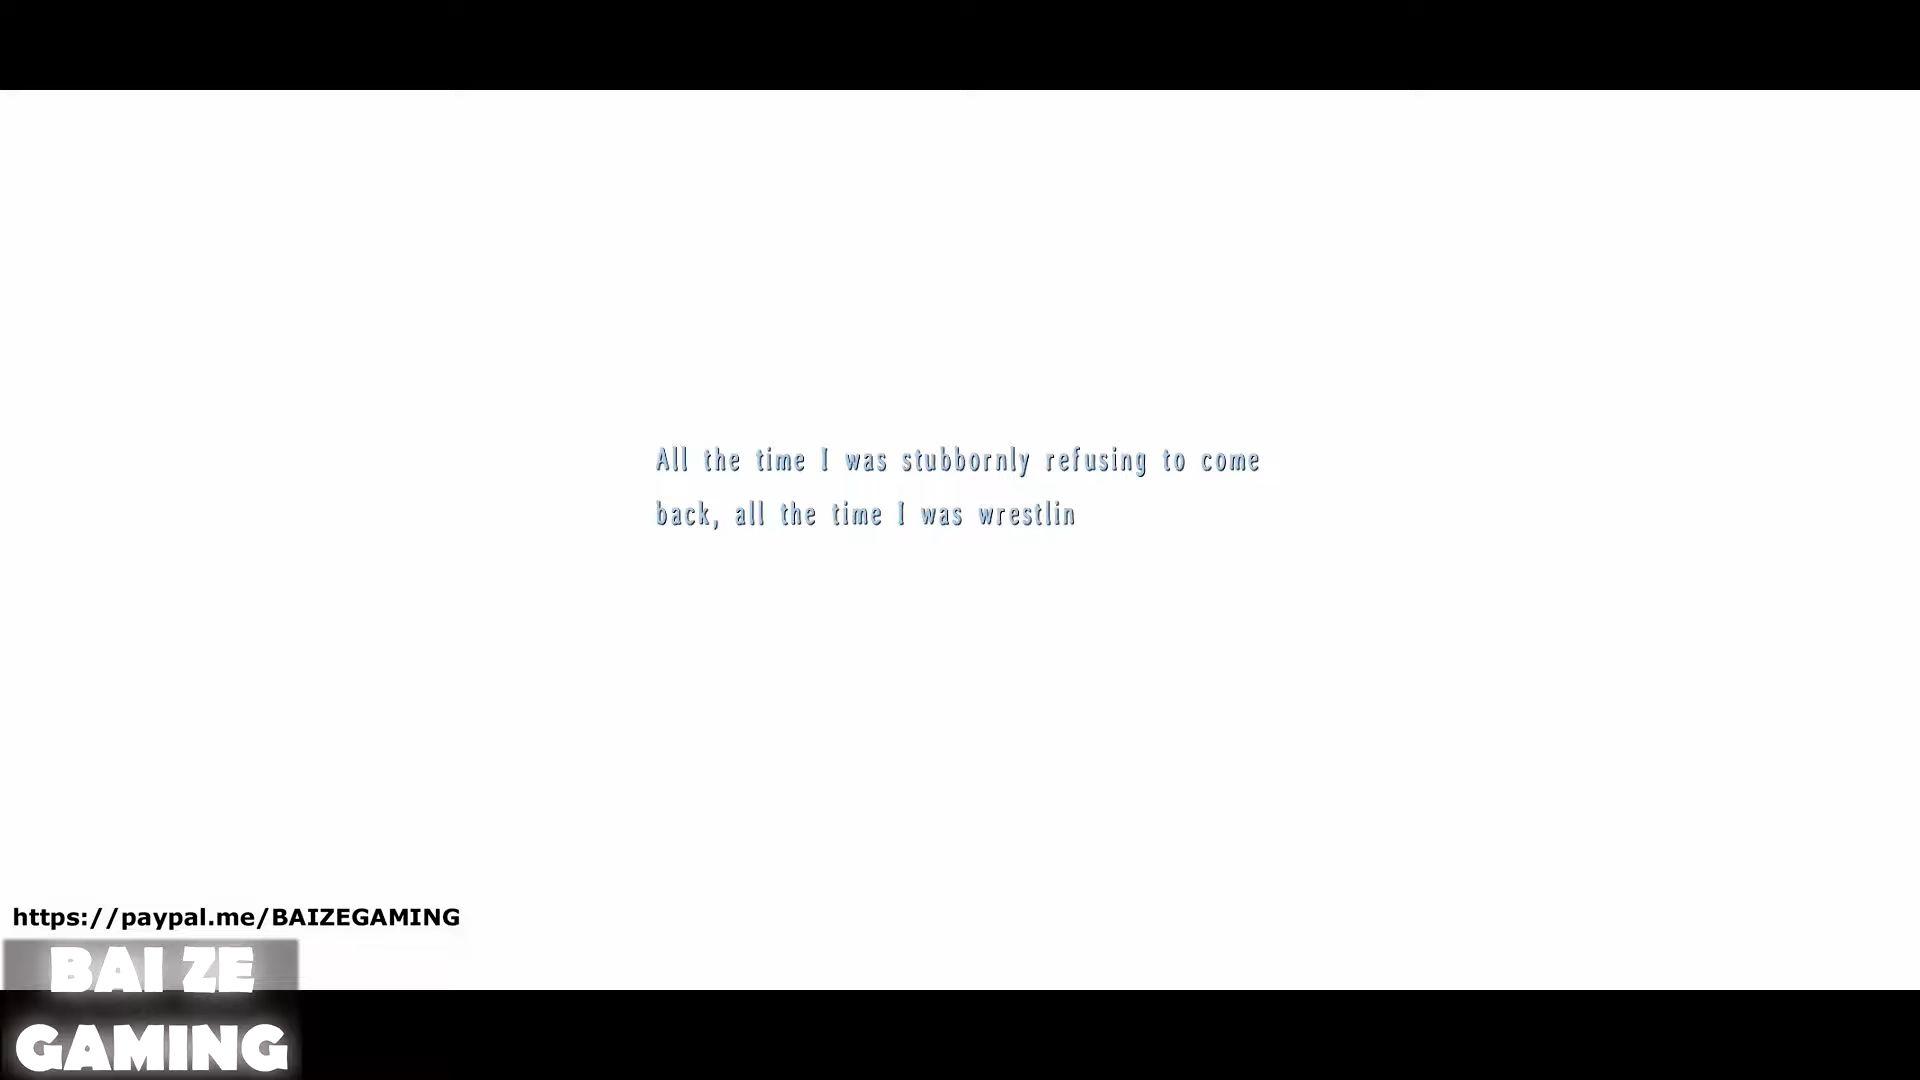 All the time I was stubbornly refusing to come
back, all the time I was wrestlin
https://paypal.me/BAIZEGAMING
BAI ZE
GAMING